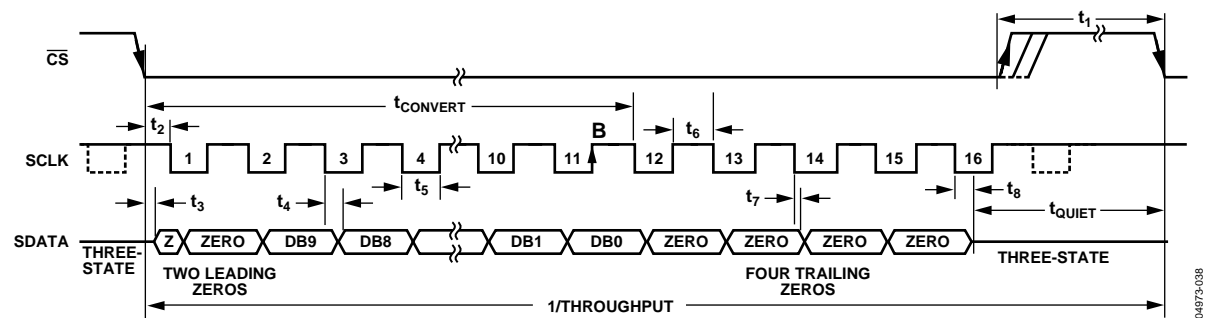 t1
CS
tCONVERT
t2
B
t6
SCLK
1 2 3 4 10 11 12 13 14 15 16
t3
t4
t5
t7
t8
tQUIET
SDATA
Z ZERO DB9 DB8 DB1 DB0 ZERO ZERO ZERO ZERO
THREE-
STATE
TWO LEADING
ZEROS
FOUR TRAILING
ZEROS
THREE-STATE
1/THROUGHPUT
04973-038